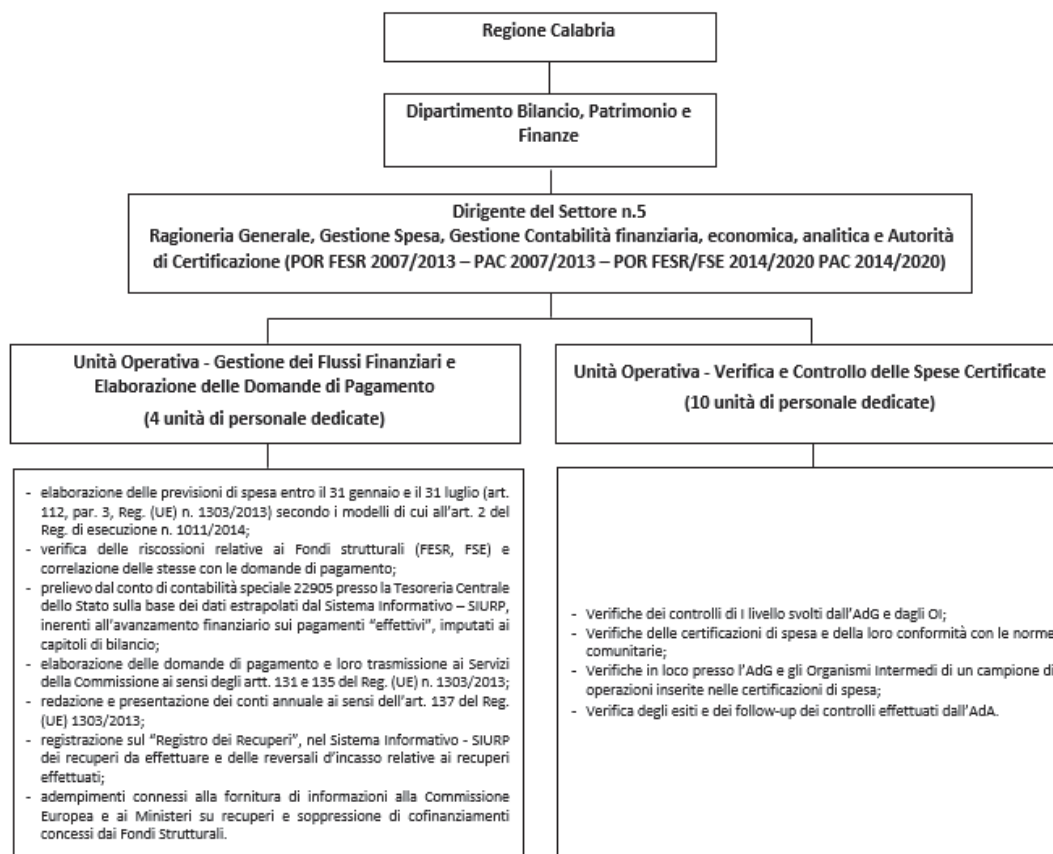 Regione Calabria
Dipartimento Bilancio, Patrimonio e
Finanze
Dirigente del Settore n.5
Ragioneria Generale, Gestione Spesa, Gestione Contabilità finanziaria, economica, analitica e Autorità
di Certificazione (POR FESR 2007/2013 – PAC 2007/2013 – POR FESR/FSE 2014/2020 PAC 2014/2020)
Unità Operativa - Gestione dei Flussi Finanziari e
Elaborazione delle Domande di Pagamento
(4 unità di personale dedicate)
- elaborazione delle previsioni di spesa entro il 31 gennaio e il 31 luglio (art.
112, par. 3, Reg. (UE) n. 1303/2013) secondo i modelli di cui all'art. 2 del
Reg. di esecuzione n. 1011/2014;
- verifica delle riscossioni relative ai Fondi strutturali (FESR, FSE) e
correlazione delle stesse con le domande di pagamento;
- prelievo dal conto di contabilità speciale 22905 presso la Tesoreria Centrale
dello Stato sulla base dei dati estrapolati dal Sistema Informativo – SIURP,
inerenti all'avanzamento finanziario sui pagamenti "effettivi", imputati ai
capitoli di bilancio;
- elaborazione delle domande di pagamento e loro trasmissione ai Servizi
della Commissione ai sensi degli artt. 131 e 135 del Reg. (UE) n. 1303/2013;
- redazione e presentazione dei conti annuale ai sensi dell'art. 137 del Reg.
(UE) 1303/2013;
- registrazione sul "Registro dei Recuperi", nel Sistema Informativo - SIURP
dei recuperi da effettuare e delle reversali d'incasso relative ai recuperi
effettuati;
- adempimenti connessi alla fornitura di informazioni alla Commissione
Europea e ai Ministeri su recuperi e soppressione di cofinanziamenti
concessi dai Fondi Strutturali.
Unità Operativa - Verifica e Controllo delle Spese Certificate
(10 unità di personale dedicate)
- Verifiche dei controlli di I livello svolti dall'AdG e dagli OI;
- Verifiche delle certificazioni di spesa e della loro conformità con le norme
comunitarie;
- Verifiche in loco presso l'AdG e gli Organismi Intermedi di un campione di
operazioni inserite nelle certificazioni di spesa;
- Verifica degli esiti e dei follow-up dei controlli effettuati dall'AdA.